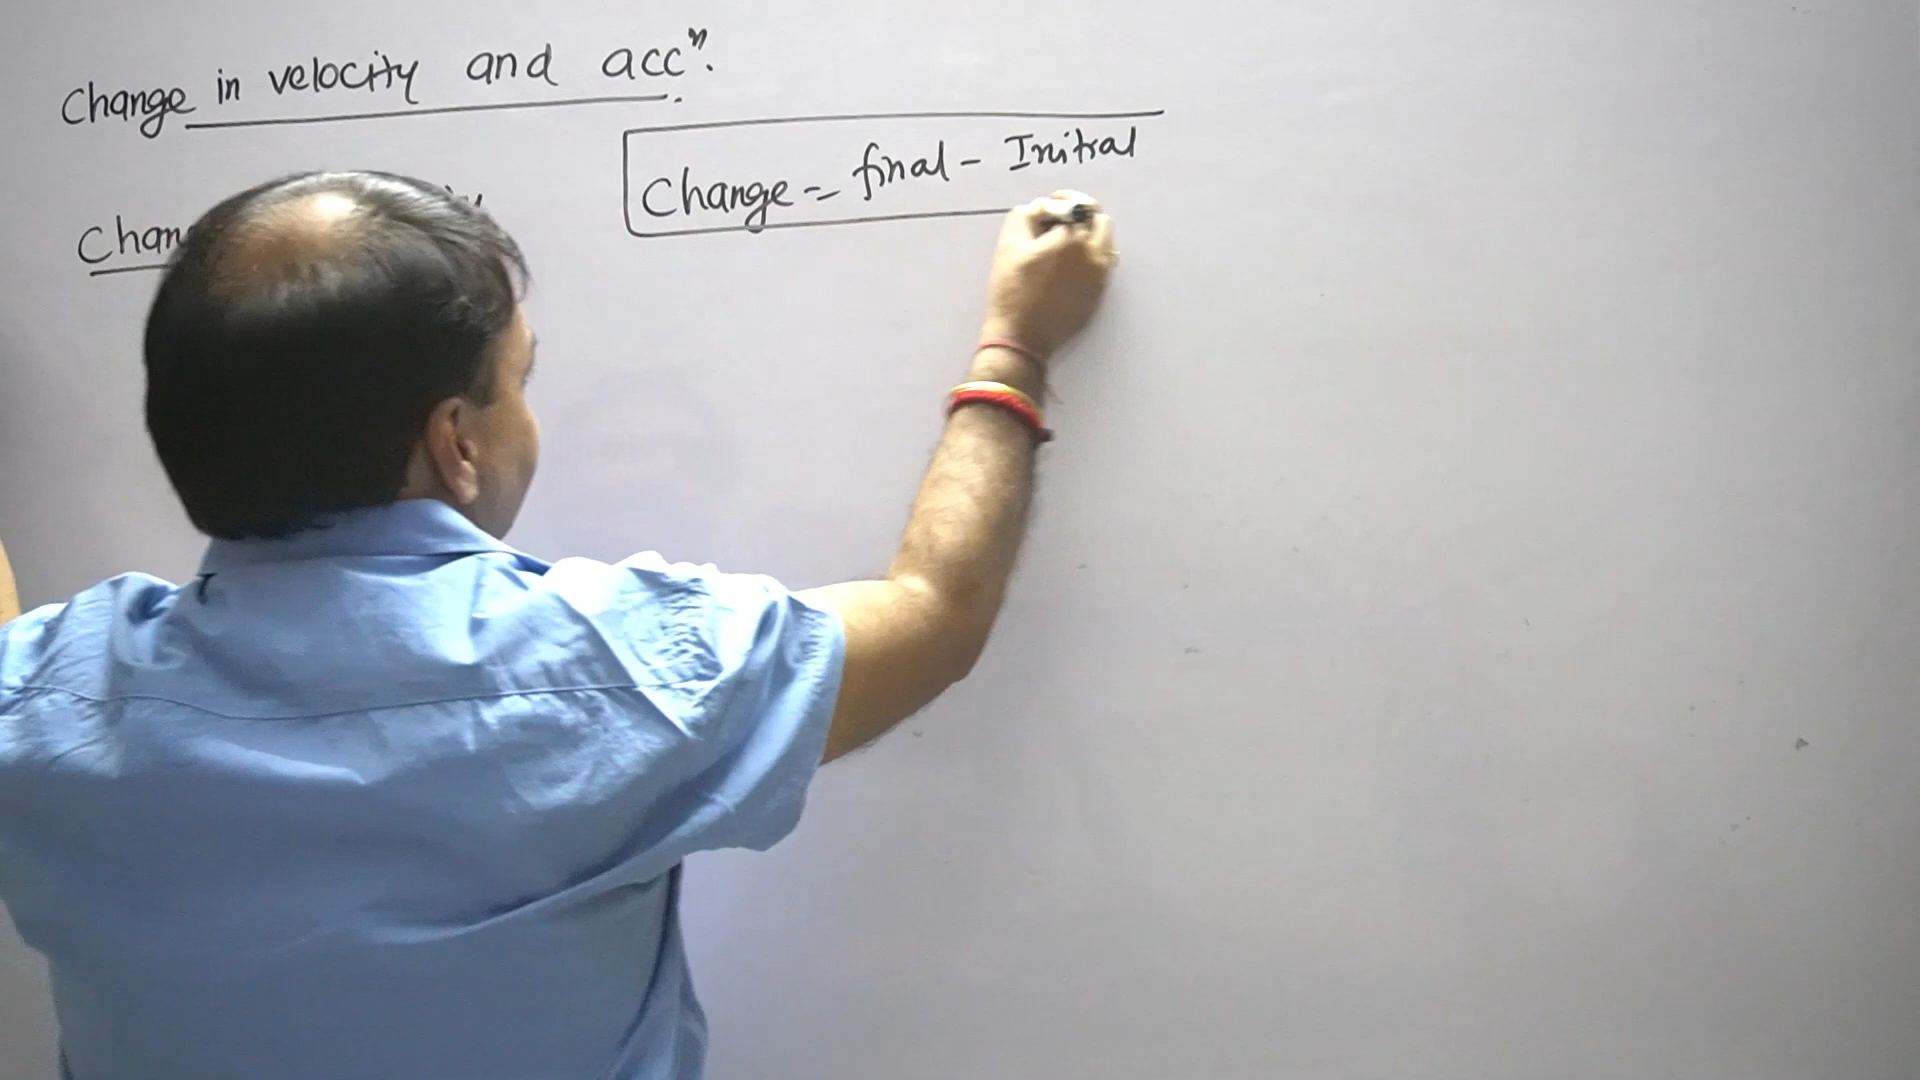 Change in velocity and accⁿ.
Change = final - Initial